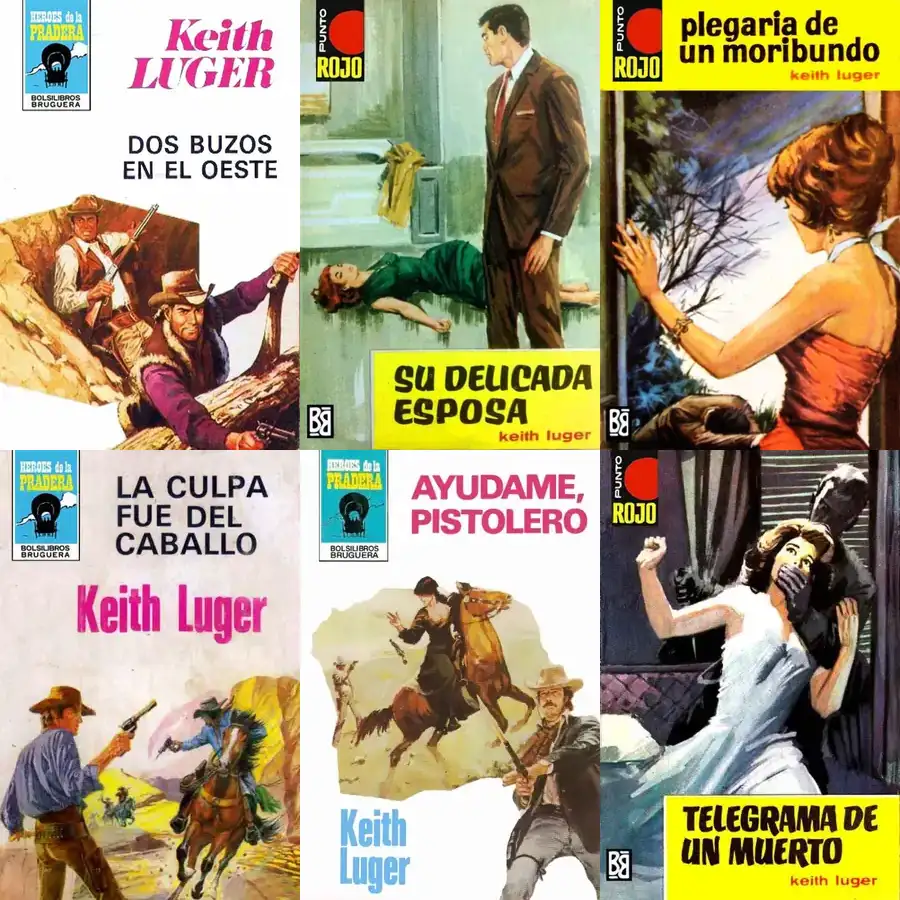 HEROES de la
PRADERA
BOLSILIBROS
BRUGUERA
Keith
LUGER
DOS BUZOS
EN EL OESTE
PUNTO
ROJO
SU DELICADA
ESPOSA
keith luger
B B
PUNTO
ROJO
plegaria de
un moribundo
keith luger
B B
HEROES de la
PRADERA
BOLSILIBROS
BRUGUERA
LA CULPA
FUE DEL
CABALLO
Keith Luger
HEROES de la
PRADERA
BOLSILIBROS
BRUGUERA
AYUDAME,
PISTOLERO
Keith
Luger
PUNTO
ROJO
B B
TELEGRAMA DE
UN MUERTO
keith luger